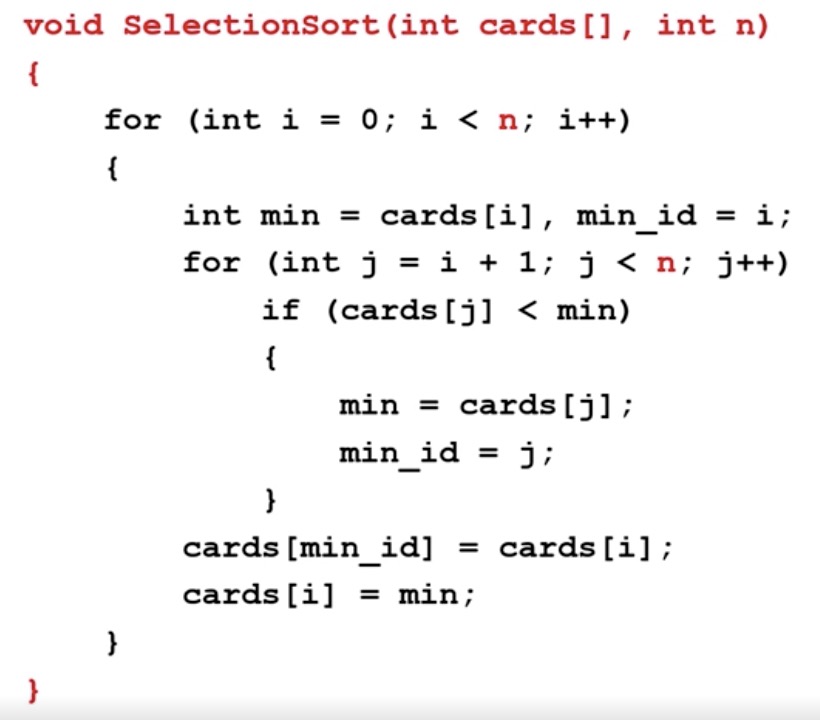 void SelectionSort(int cards[], int n)
{
for (int i = 0; i < n; i++)
{
int min = cards[i], min_id = i;
for (int j = i + 1; j < n; j++)
if (cards[j] < min)
{
min = cards[j];
min_id = j;
}
cards[min_id] = cards[i];
cards[i] = min;
}
}